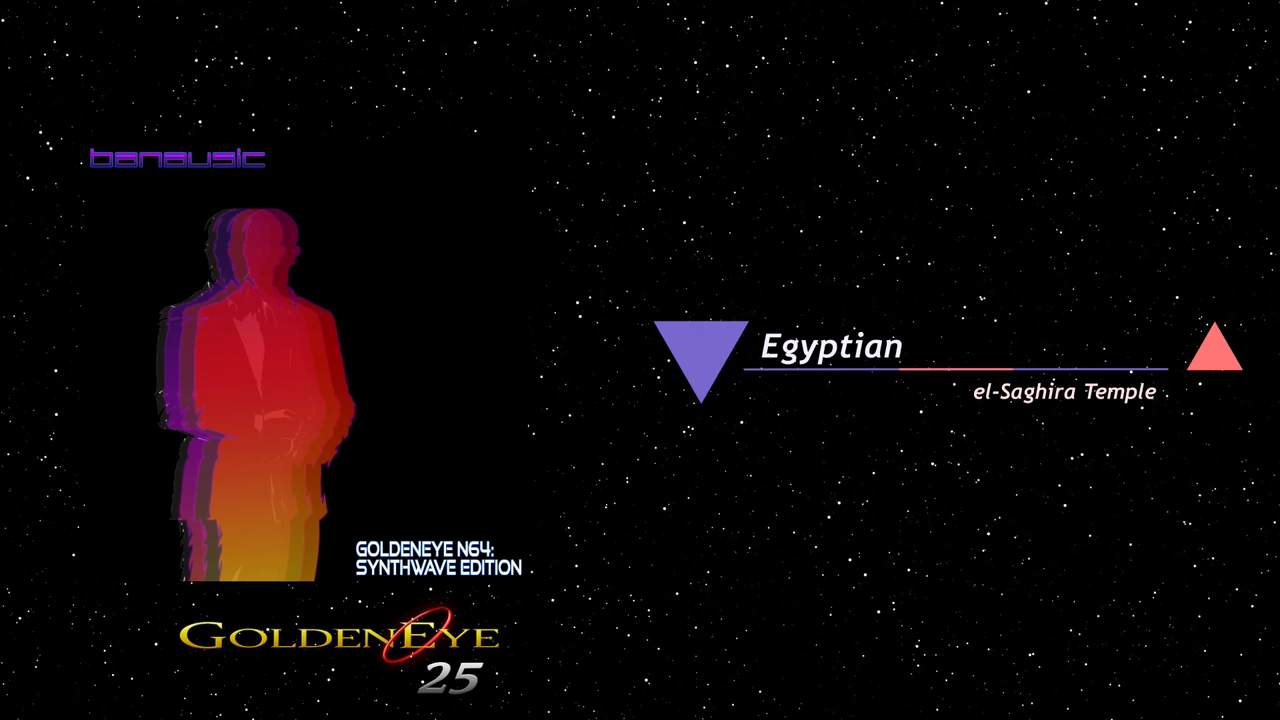 banausic
Egyptian
el-Saghira Temple
GOLDENEYE N64:
SYNTHWAVE EDITION
GOLDENEYE
25